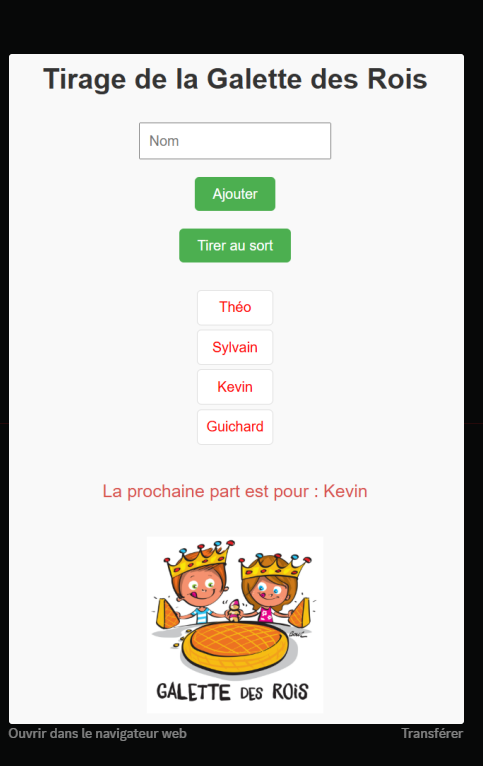 Tirage de la Galette des Rois
Nom
Ajouter
Tirer au sort
Théo
Sylvain
Kevin
Guichard
La prochaine part est pour : Kevin
GALETTE DES ROIS
Ouvrir dans le navigateur web
Transférer